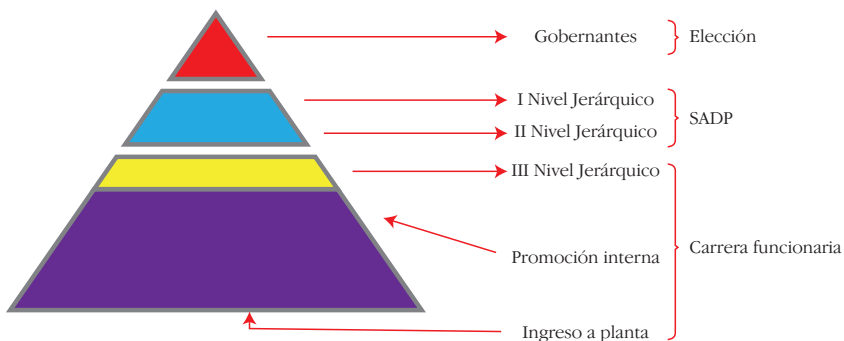 Gobernantes
Elección
I Nivel Jerárquico
SADP
II Nivel Jerárquico
III Nivel Jerárquico
Carrera funcionaria
Promoción interna
Ingreso a planta